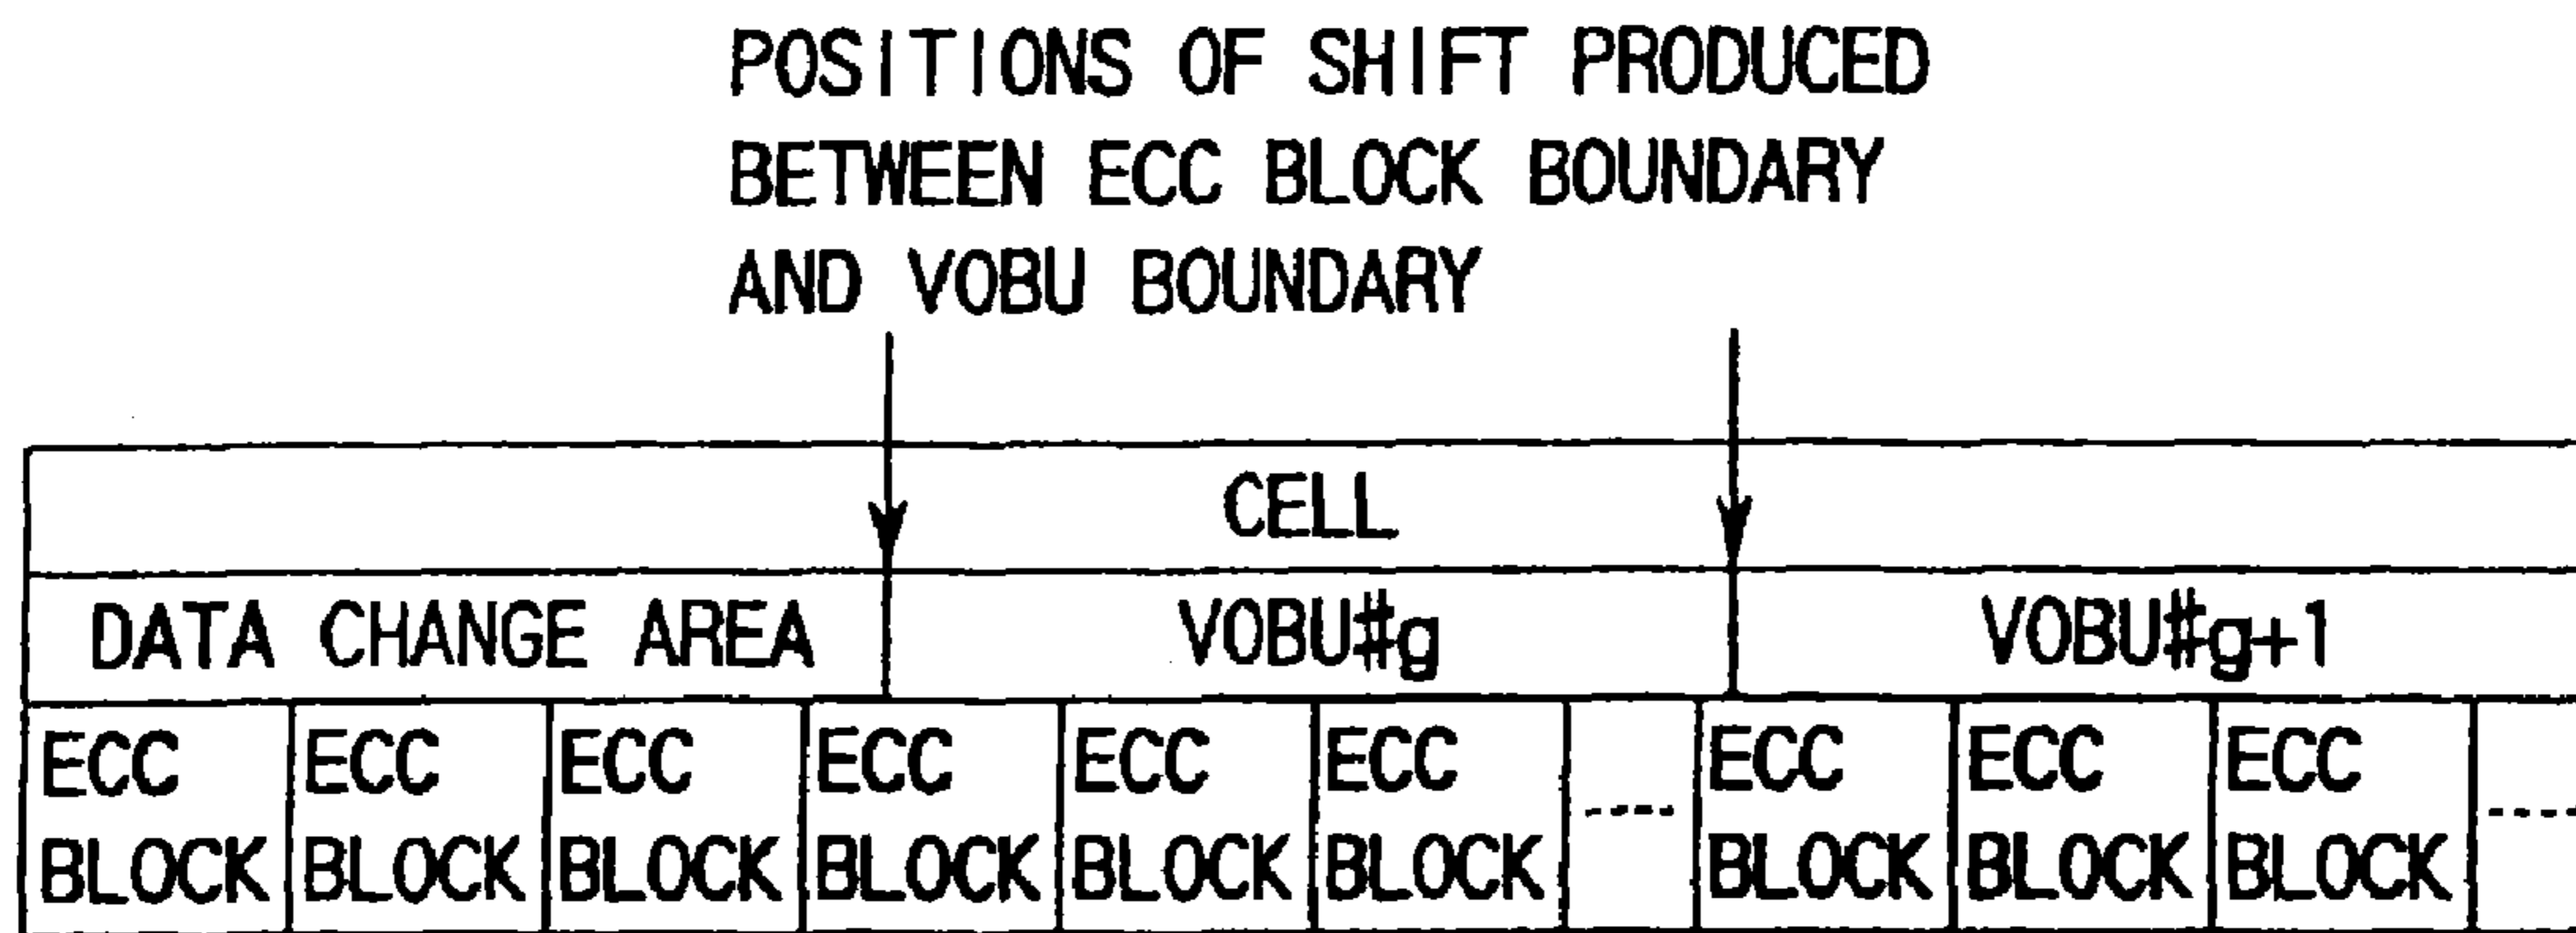 POSITIONS OF SHIFT PRODUCED
BETWEEN ECC BLOCK BOUNDARY
AND VOBU BOUNDARY
CELL
DATA CHANGE AREA VOBU#g VOBU#g+1
ECC ECC ECC ECC ECC ECC ---- ECC ECC ECC ----
BLOCK BLOCK BLOCK BLOCK BLOCK BLOCK BLOCK BLOCK BLOCK